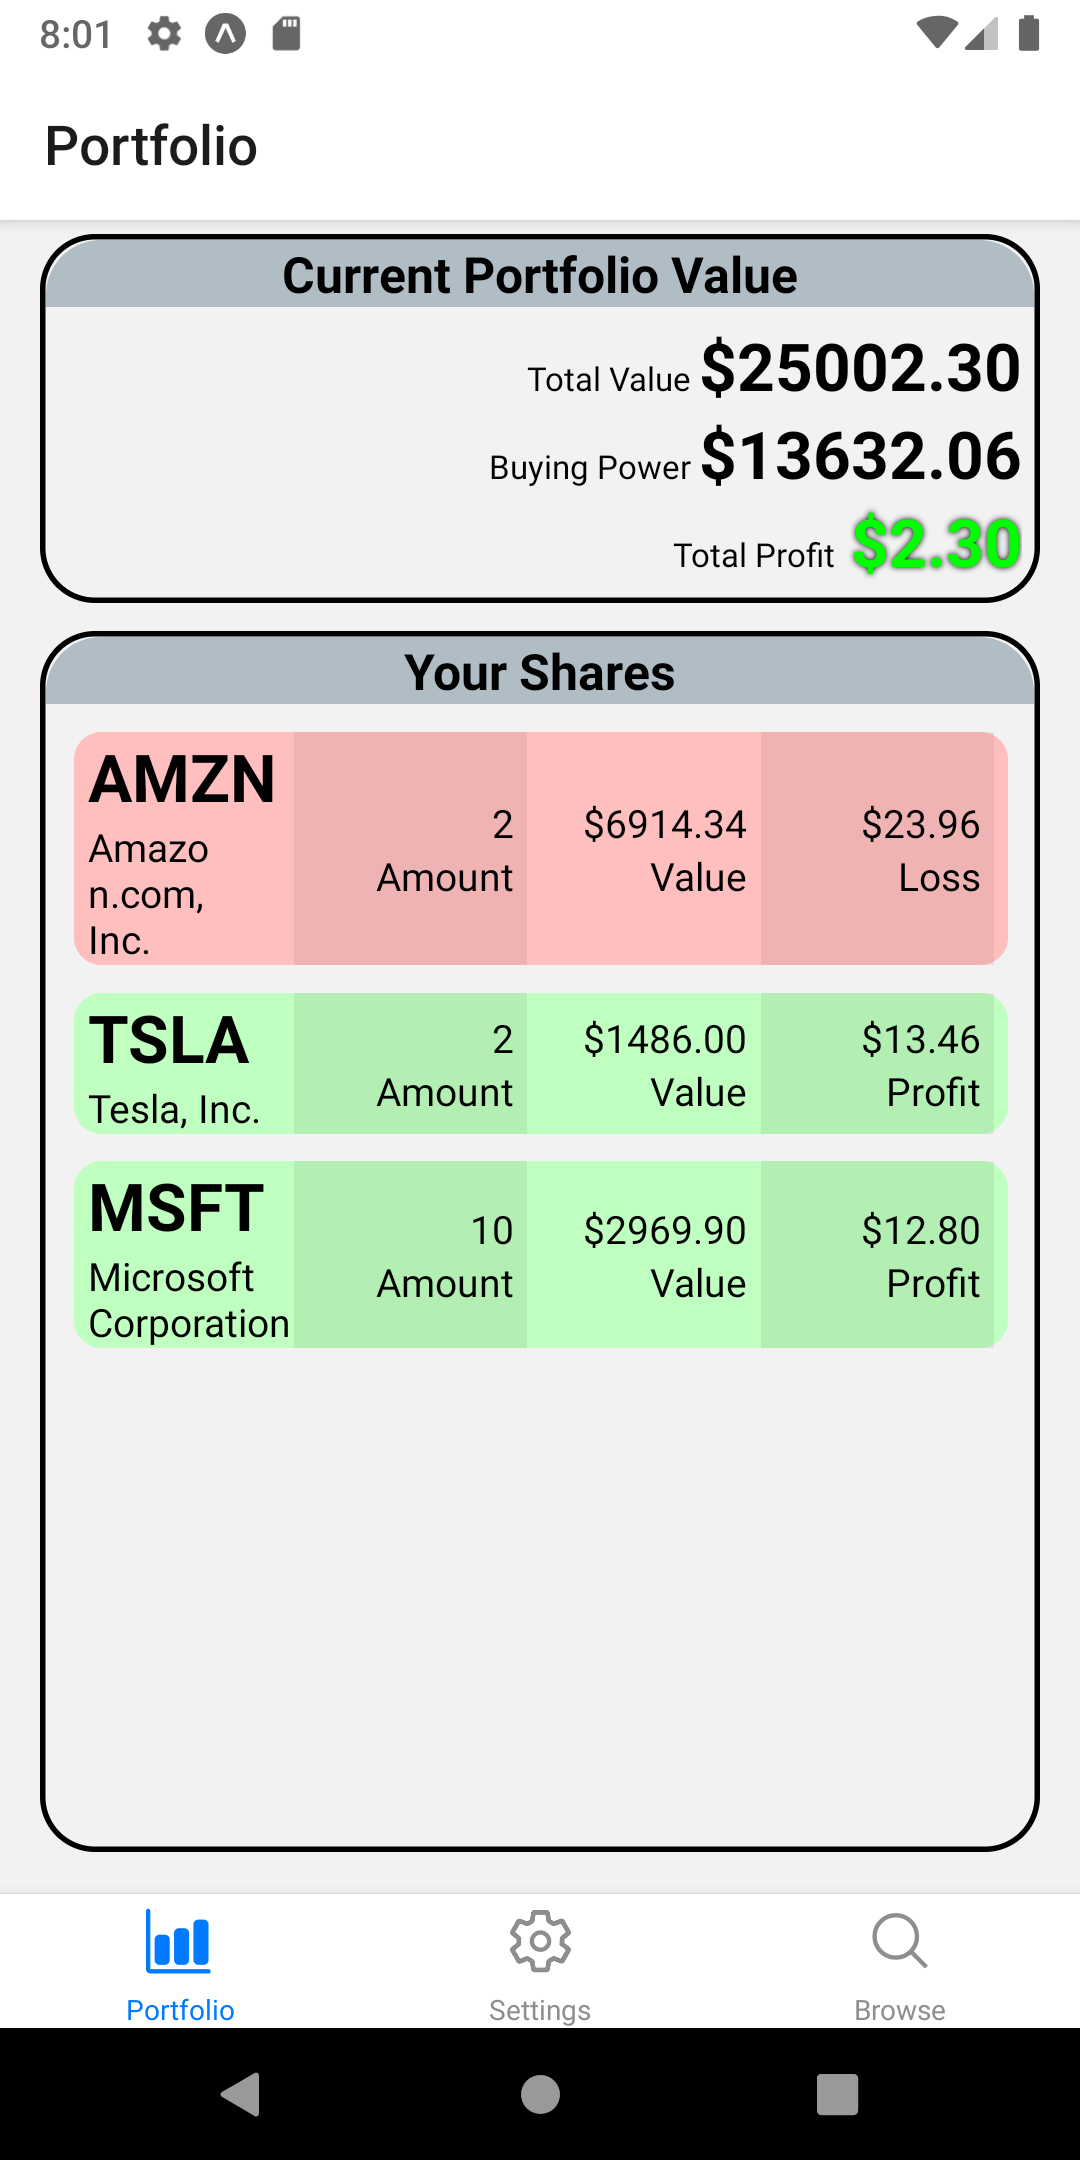 8:01
Portfolio
Current Portfolio Value
Total Value $25002.30
Buying Power $13632.06
Total Profit $2.30
Your Shares
AMZN
Amazo
n.com,
Inc.
2
Amount
$6914.34
Value
$23.96
Loss
TSLA
Tesla, Inc.
2
Amount
$1486.00
Value
$13.46
Profit
MSFT
Microsoft
Corporation
10
Amount
$2969.90
Value
$12.80
Profit
Portfolio
Settings
Browse